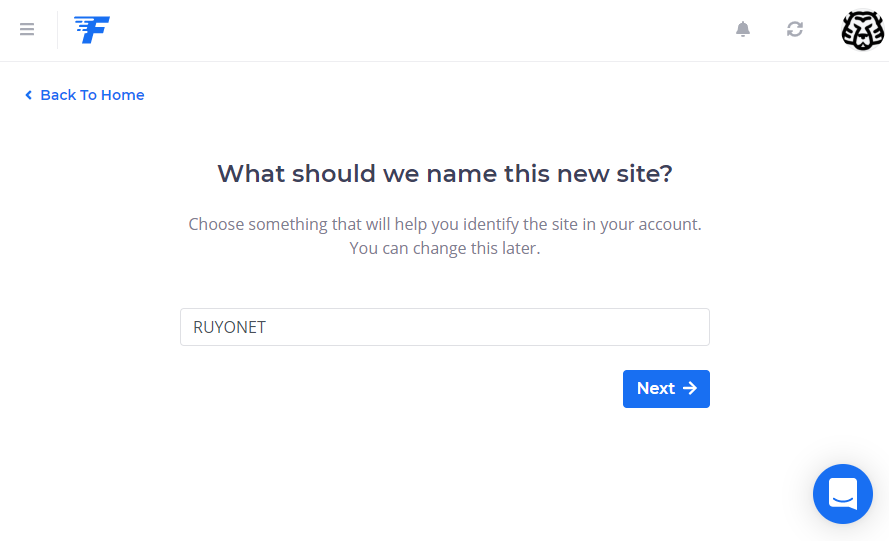 Back To Home
What should we name this new site?
Choose something that will help you identify the site in your account.
You can change this later.
RUYONET
Next